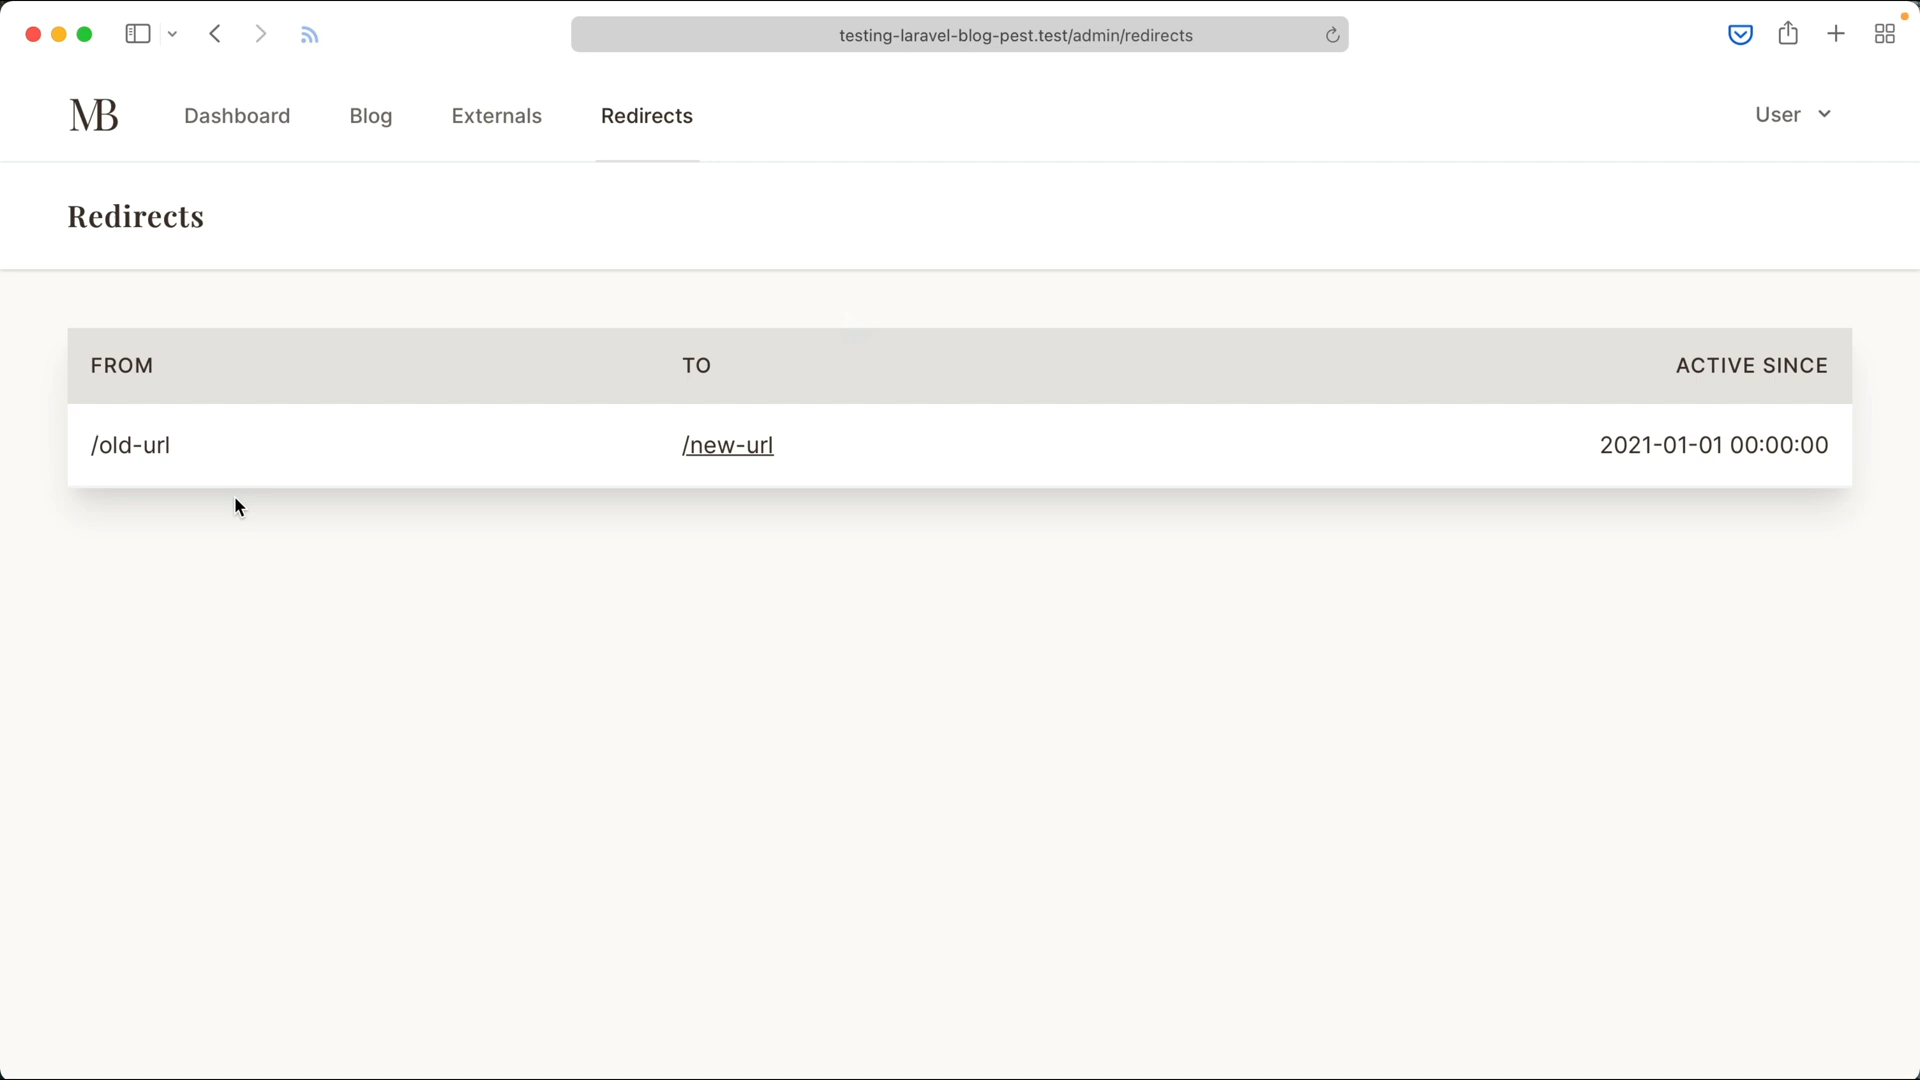 testing-laravel-blog-pest.test/admin/redirects
MB Dashboard Blog Externals Redirects User
Redirects
FROM TO ACTIVE SINCE
/old-url /new-url 2021-01-01 00:00:00